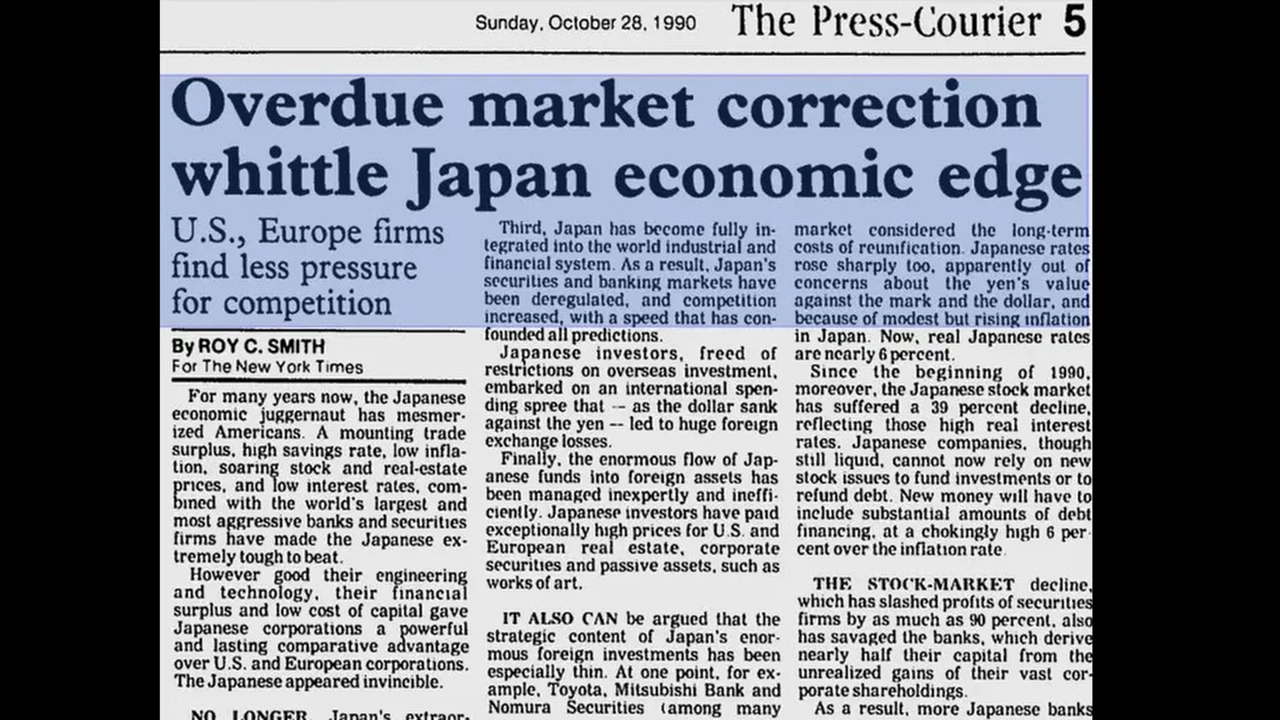 Sunday, October 28, 1990 The Press-Courier 5
Overdue market correction
whittle Japan economic edge
U.S., Europe firms
find less pressure
for competition
By ROY C. SMITH
For The New York Times
For many years now, the Japanese
economic juggernaut has mesmer-
ized Americans. A mounting trade
surplus, high savings rate, low infla-
tion, soaring stock and real-estate
prices, and low interest rates, com-
bined with the world's largest and
most aggressive banks and securities
firms have made the Japanese ex-
tremely tough to beat.
However good their engineering
and technology, their financial
surplus and low cost of capital gave
Japanese corporations a powerful
and lasting comparative advantage
over U.S. and European corporations.
The Japanese appeared invincible.
NO LONGER. Japan's extraor-
Third, Japan has become fully in-
tegrated into the world industrial and
financial system. As a result, Japan's
securities and banking markets have
been deregulated, and competition
increased, with a speed that has con-
founded all predictions.
Japanese investors, freed of
restrictions on overseas investment,
embarked on an international spen-
ding spree that -- as the dollar sank
against the yen -- led to huge foreign
exchange losses.
Finally, the enormous flow of Jap-
anese funds into foreign assets has
been managed inexpertly and ineffi-
ciently. Japanese investors have paid
exceptionally high prices for U.S. and
European real estate, corporate
securities and passive assets, such as
works of art.
IT ALSO CAN be argued that the
strategic content of Japan's enor-
mous foreign investments has been
especially thin. At one point, for ex-
ample, Toyota, Mitsubishi Bank and
Nomura Securities (among many
market considered the long-term
costs of reunification. Japanese rates
rose sharply too, apparently out of
concerns about the yen's value
against the mark and the dollar, and
because of modest but rising inflation
in Japan. Now, real Japanese rates
are nearly 6 percent.
Since the beginning of 1990,
moreover, the Japanese stock market
has suffered a 39 percent decline,
reflecting those high real interest
rates. Japanese companies, though
still liquid, cannot now rely on new
stock issues to fund investments or to
refund debt. New money will have to
include substantial amounts of debt
financing, at a chokingly high 6 per-
cent over the inflation rate.
THE STOCK-MARKET decline,
which has slashed profits of securities
firms by as much as 90 percent, also
has savaged the banks, which derive
nearly half their capital from the
unrealized gains of their vast cor-
porate shareholdings.
As a result, more Japanese banks